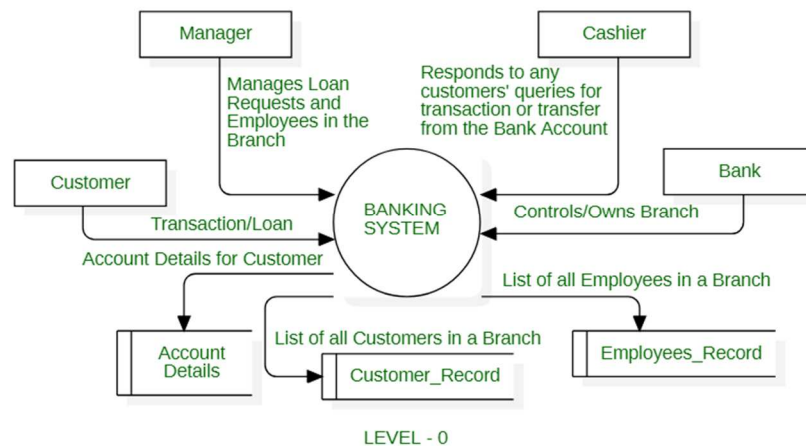 Manager
Cashier
Manages Loan
Requests and
Employees in the
Branch
Responds to any
customers' queries for
transaction or transfer
from the Bank Account
Customer
Bank
BANKING
SYSTEM
Transaction/Loan
Controls/Owns Branch
Account Details for Customer
List of all Employees in a Branch
List of all Customers in a Branch
Account
Details
Customer_Record
Employees_Record
LEVEL - 0